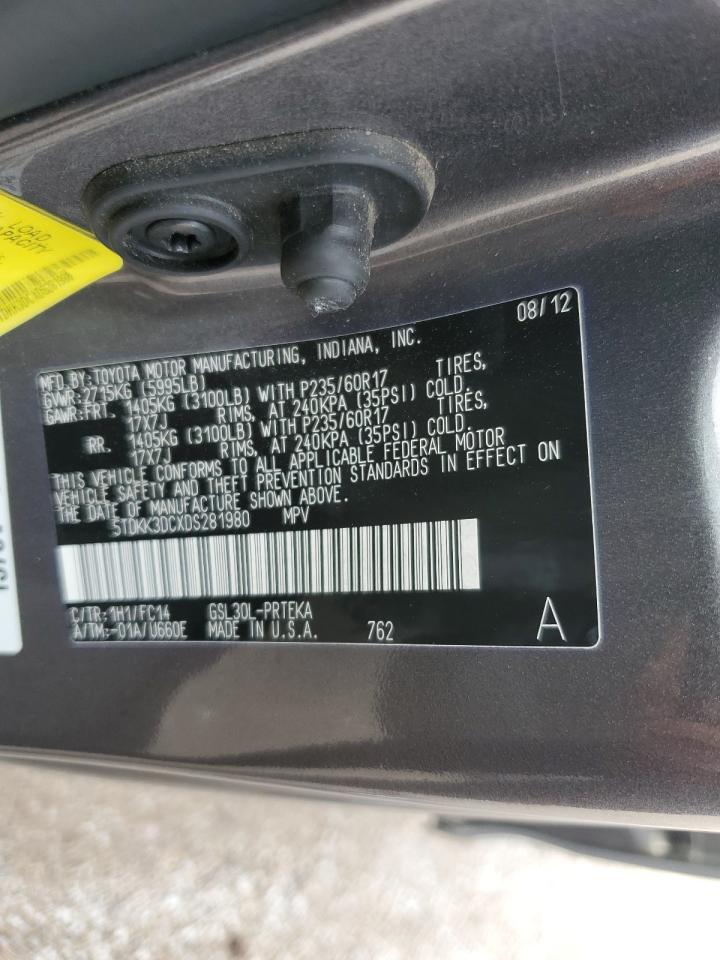 LOAD
CAPACITY
08/12
MFD.BY:TOYOTA MOTOR MANUFACTURING, INDIANA, INC.
GVWR:2715KG (5995LB)
GAWR:FRT. 1405KG (3100LB) WITH P235/60R17 TIRES,
17X7J RIMS, AT 240KPA (35PSI) COLD.
RR. 1405KG (3100LB) WITH P235/60R17 TIRES,
17X7J RIMS, AT 240KPA (35PSI) COLD.
THIS VEHICLE CONFORMS TO ALL APPLICABLE FEDERAL MOTOR
VEHICLE SAFETY AND THEFT PREVENTION STANDARDS IN EFFECT ON
THE DATE OF MANUFACTURE SHOWN ABOVE.
5TDKK3DCXDS281980 MPV
C/TR:1H1/FC14 GSL30L-PRTEKA
A/TM:-01A/U660E MADE IN U.S.A. 762 A